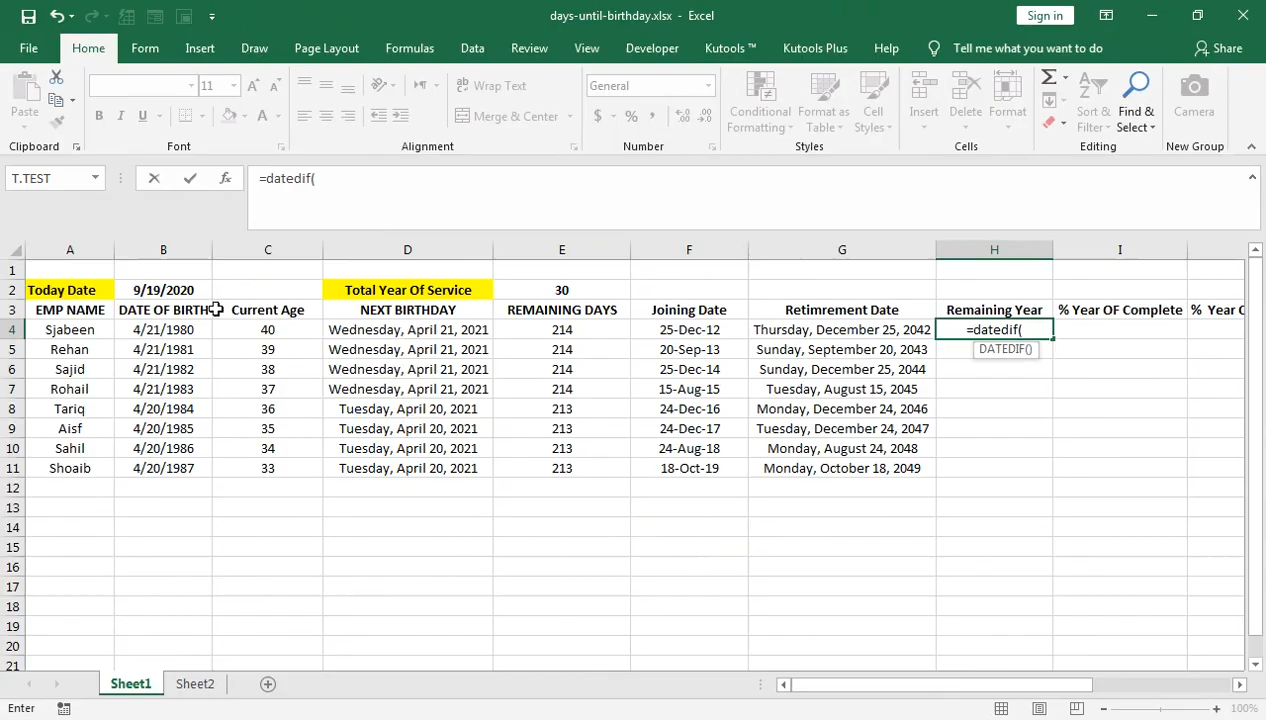 days-until-birthday.xlsx - Excel
Sign in
File Home Form Insert Draw Page Layout Formulas Data Review View Developer Kutools ™ Kutools Plus Help Tell me what you want to do Share
Paste
11
Wrap Text
Merge & Center
General
Conditional Formatting
Format as Table
Cell Styles
Insert
Delete
Format
Sort & Filter
Find & Select
Camera
Clipboard Font Alignment Number Styles Cells Editing New Group
T.TEST
=datedif(
A B C D E F G H I
1
2 Today Date 9/19/2020 Total Year Of Service 30
3 EMP NAME DATE OF BIRTH Current Age NEXT BIRTHDAY REMAINING DAYS Joining Date Retimrement Date Remaining Year % Year OF Complete % Year C
4 Sjabeen 4/21/1980 40 Wednesday, April 21, 2021 214 25-Dec-12 Thursday, December 25, 2042 =datedif(
DATEDIF()
5 Rehan 4/21/1981 39 Wednesday, April 21, 2021 214 20-Sep-13 Sunday, September 20, 2043
6 Sajid 4/21/1982 38 Wednesday, April 21, 2021 214 25-Dec-14 Sunday, December 25, 2044
7 Rohail 4/21/1983 37 Wednesday, April 21, 2021 214 15-Aug-15 Tuesday, August 15, 2045
8 Tariq 4/20/1984 36 Tuesday, April 20, 2021 213 24-Dec-16 Monday, December 24, 2046
9 Aisf 4/20/1985 35 Tuesday, April 20, 2021 213 24-Dec-17 Tuesday, December 24, 2047
10 Sahil 4/20/1986 34 Tuesday, April 20, 2021 213 24-Aug-18 Monday, August 24, 2048
11 Shoaib 4/20/1987 33 Tuesday, April 20, 2021 213 18-Oct-19 Monday, October 18, 2049
12
13
14
15
16
17
18
19
20
21
Sheet1 Sheet2
Enter
100%